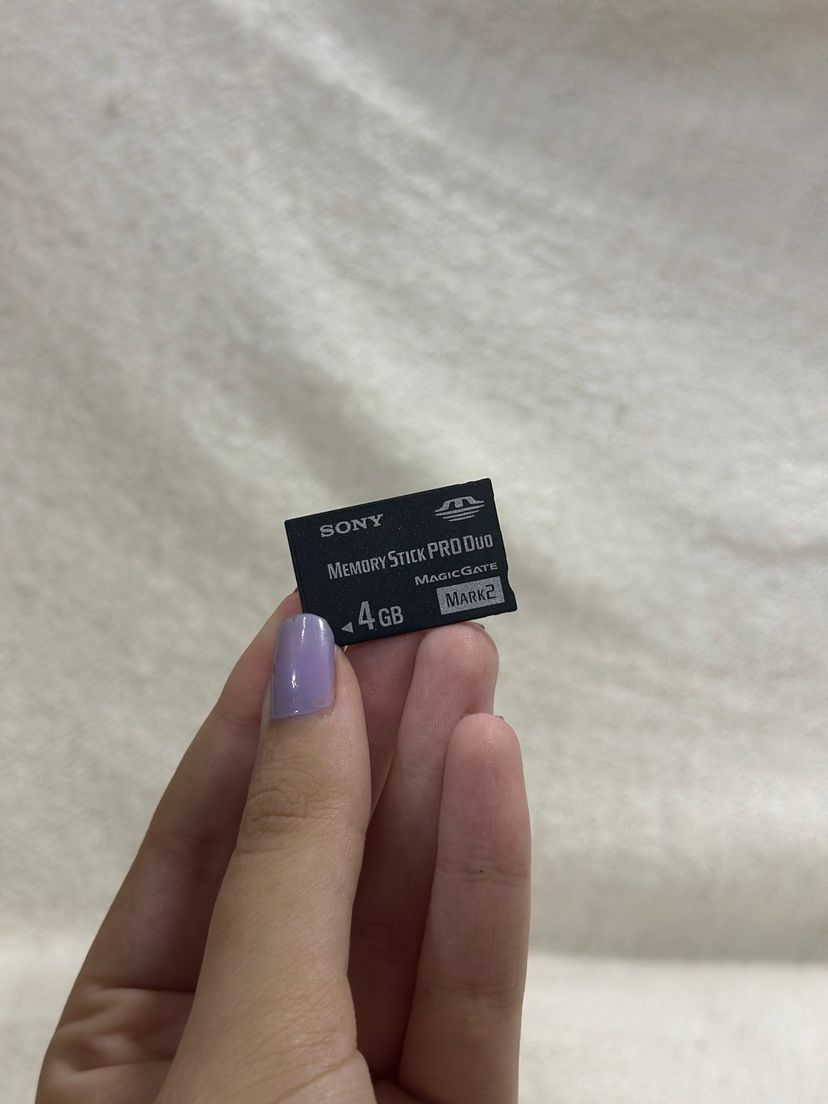 SONY
MEMORY STICK PRO DUO
MAGICGATE
MARK2
4GB